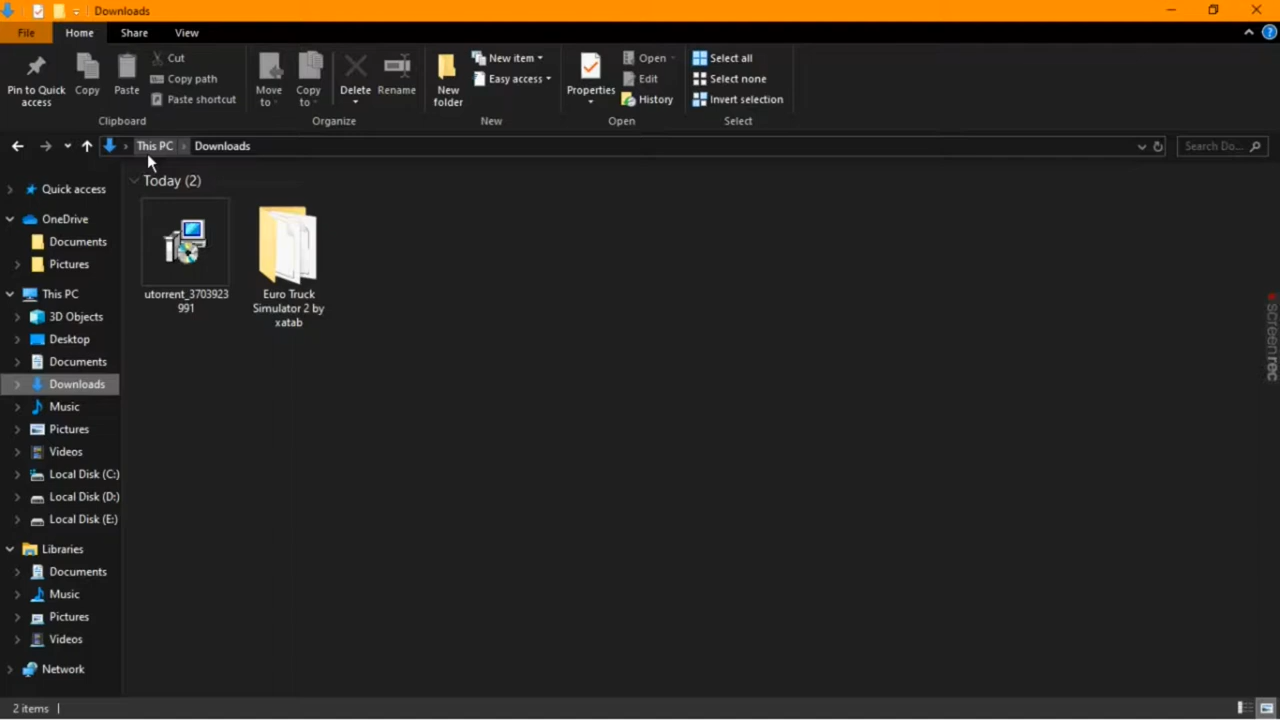 Downloads
File Home Share View
Pin to Quick access
Copy
Paste
Cut
Copy path
Paste shortcut
Clipboard
Move to
Copy to
Delete
Rename
Organize
New folder
New item
Easy access
New
Properties
Open
Edit
History
Open
Select all
Select none
Invert selection
Select
This PC Downloads
Search Do...
Quick access
OneDrive
Documents
Pictures
This PC
3D Objects
Desktop
Documents
Downloads
Music
Pictures
Videos
Local Disk (C:)
Local Disk (D:)
Local Disk (E:)
Libraries
Documents
Music
Pictures
Videos
Network
Today (2)
utorrent_3703923
991
Euro Truck
Simulator 2 by
xatab
screenrec
2 items